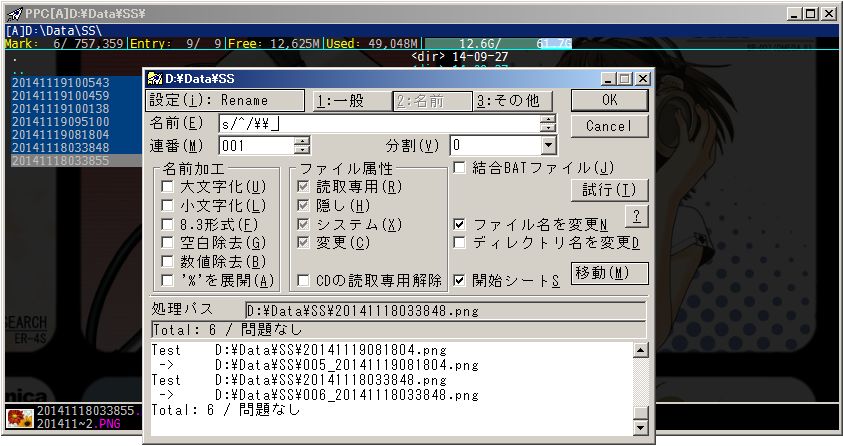 PPC[A]D:¥Data¥SS¥
[A]D:\Data\SS\
Mark: 6/ 757,359 Entry: 9/ 9 Free: 12,625M Used: 49,048M 12.6G/ 61.7G
. <dir> 14-09-27
..
20141119100543
20141119100459
20141119100138
20141119095100
20141119081804
20141118033848
20141118033855
D:¥Data¥SS
設定(i): Rename
1:一般
2:名前
3:その他
OK
名前(E) s/^/¥¥_
Cancel
連番(M) 001
分割(V) 0
結合BATファイル(J)
試行(T)
名前加工
大文字化(U)
小文字化(L)
8.3形式(F)
空白除去(G)
数値除去(B)
'%'を展開(A)
ファイル属性
読取専用(R)
隠し(H)
システム(X)
変更(C)
CDの読取専用解除
?
ファイル名を変更N
ディレクトリ名を変更D
開始シートS
移動(M)
処理パス D:¥Data¥SS¥20141118033848.png
Total: 6 / 問題なし
Test D:¥Data¥SS¥20141119081804.png
-> D:¥Data¥SS¥005_20141119081804.png
Test D:¥Data¥SS¥20141118033848.png
-> D:¥Data¥SS¥006_20141118033848.png
Total: 6 / 問題なし
SEARCH
ER-4S
20141118033855.
201411~2.PNG